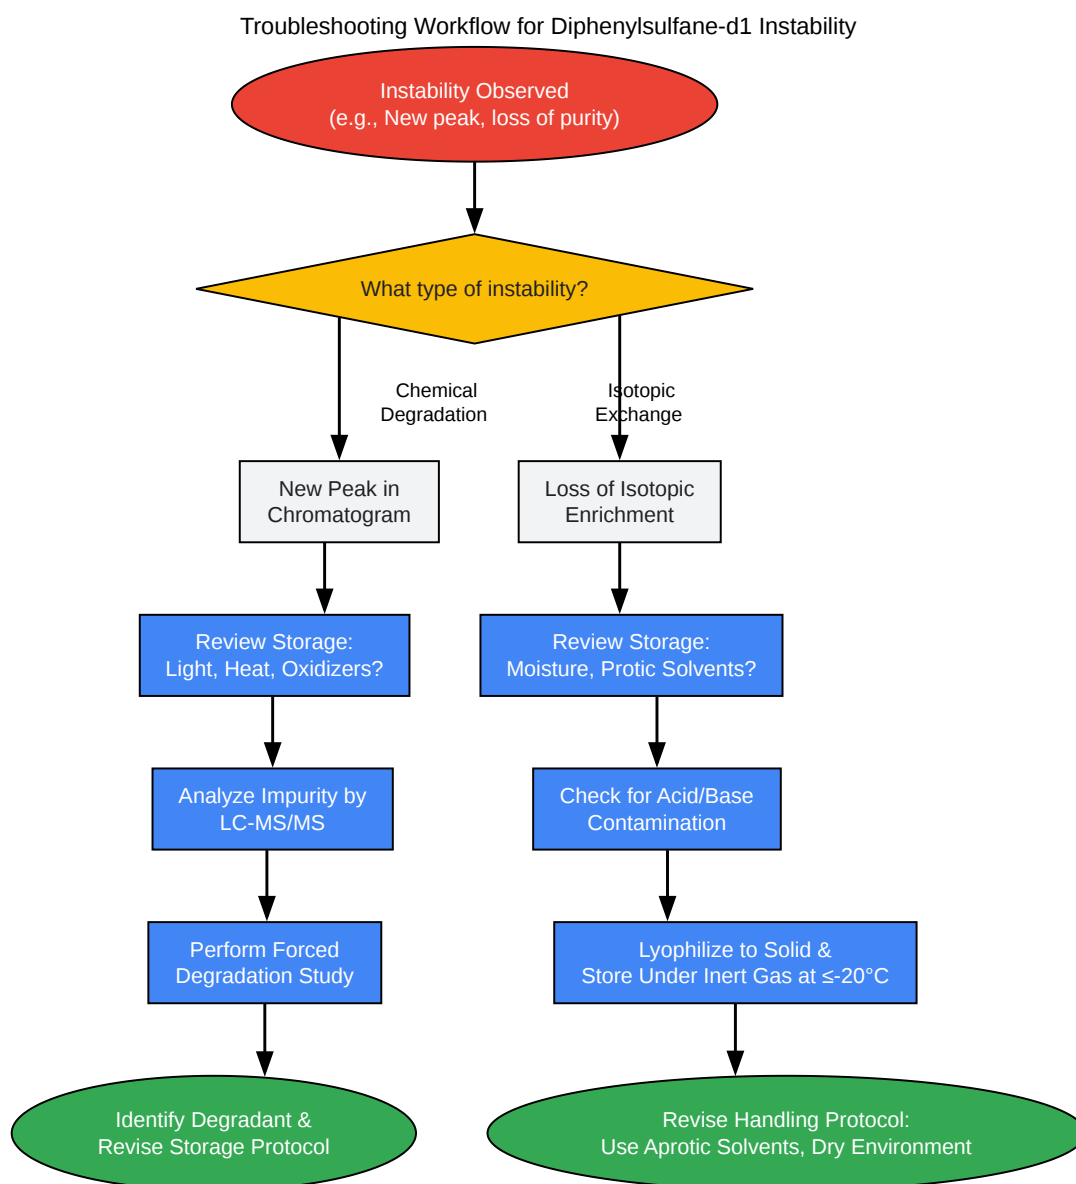 Troubleshooting Workflow for Diphenylsulfane-d1 Instability
Instability Observed
(e.g., New peak, loss of purity)
What type of instability?
Chemical
Degradation
Isotopic
Exchange
New Peak in
Chromatogram
Loss of Isotopic
Enrichment
Review Storage:
Light, Heat, Oxidizers?
Review Storage:
Moisture, Protic Solvents?
Analyze Impurity by
LC-MS/MS
Check for Acid/Base
Contamination
Perform Forced
Degradation Study
Lyophilize to Solid &
Store Under Inert Gas at ≤-20°C
Identify Degradant &
Revise Storage Protocol
Revise Handling Protocol:
Use Aprotic Solvents, Dry Environment